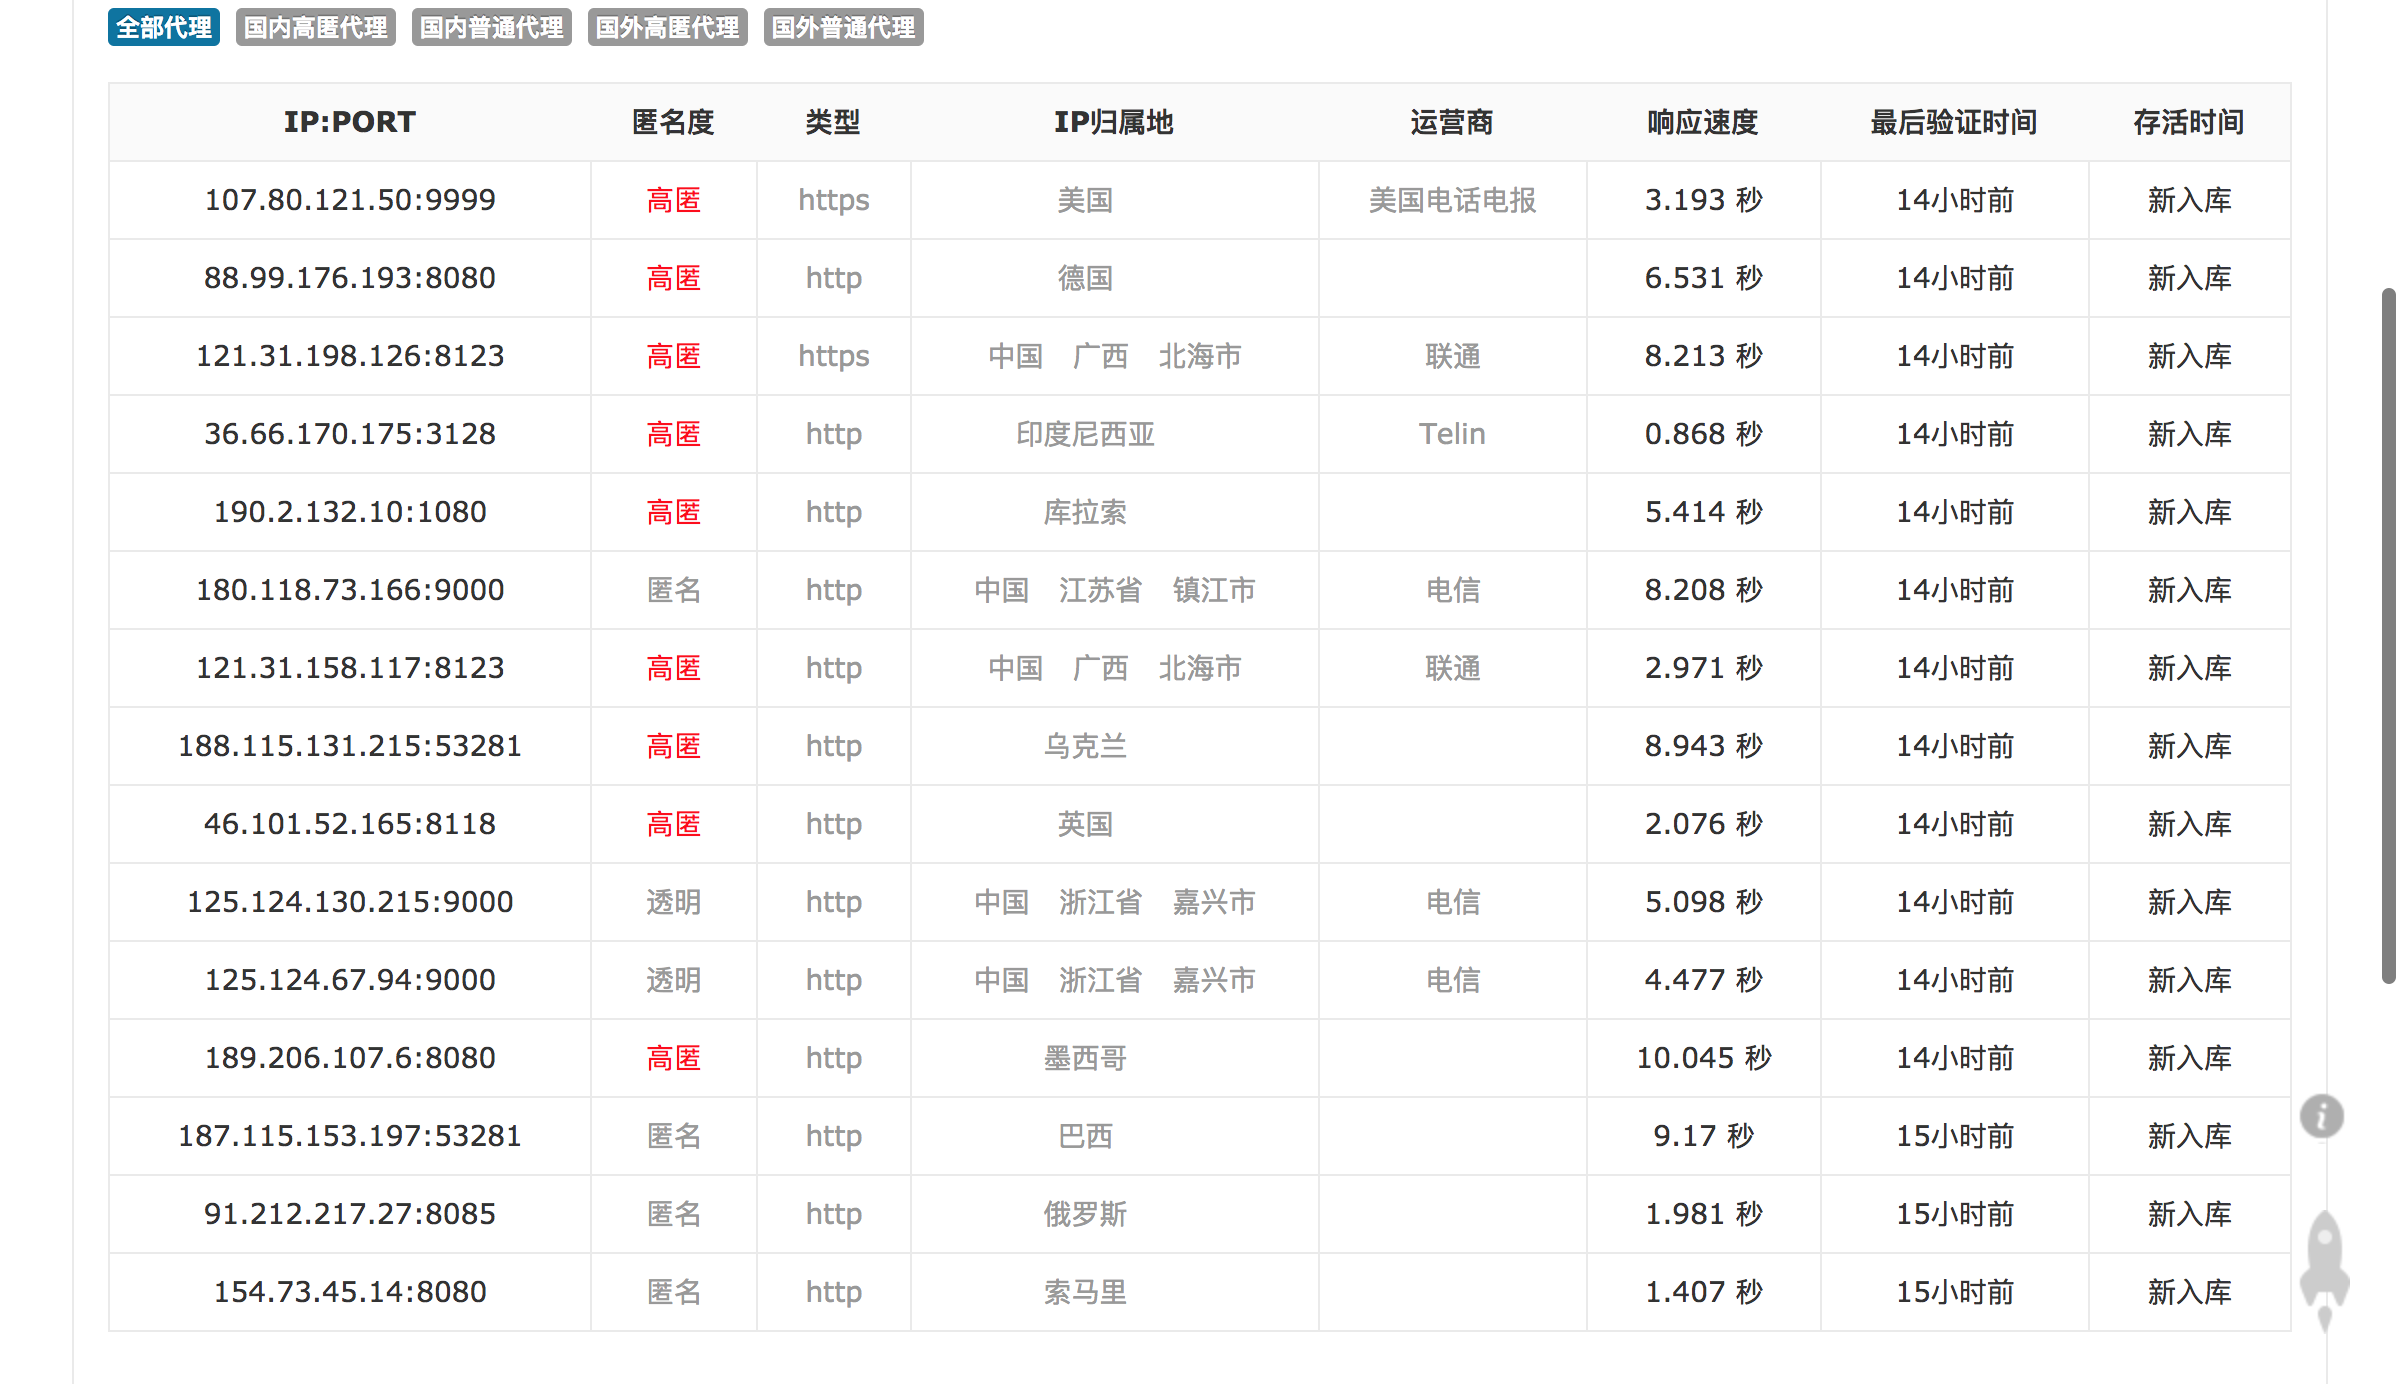 全部代理 国内高匿代理 国内普通代理 国外高匿代理 国外普通代理
IP:PORT 匿名度 类型 IP归属地 运营商 响应速度 最后验证时间 存活时间
107.80.121.50:9999 高匿 https 美国 美国电话电报 3.193 秒 14小时前 新入库
88.99.176.193:8080 高匿 http 德国 6.531 秒 14小时前 新入库
121.31.198.126:8123 高匿 https 中国 广西 北海市 联通 8.213 秒 14小时前 新入库
36.66.170.175:3128 高匿 http 印度尼西亚 Telin 0.868 秒 14小时前 新入库
190.2.132.10:1080 高匿 http 库拉索 5.414 秒 14小时前 新入库
180.118.73.166:9000 匿名 http 中国 江苏省 镇江市 电信 8.208 秒 14小时前 新入库
121.31.158.117:8123 高匿 http 中国 广西 北海市 联通 2.971 秒 14小时前 新入库
188.115.131.215:53281 高匿 http 乌克兰 8.943 秒 14小时前 新入库
46.101.52.165:8118 高匿 http 英国 2.076 秒 14小时前 新入库
125.124.130.215:9000 透明 http 中国 浙江省 嘉兴市 电信 5.098 秒 14小时前 新入库
125.124.67.94:9000 透明 http 中国 浙江省 嘉兴市 电信 4.477 秒 14小时前 新入库
189.206.107.6:8080 高匿 http 墨西哥 10.045 秒 14小时前 新入库
187.115.153.197:53281 匿名 http 巴西 9.17 秒 15小时前 新入库
91.212.217.27:8085 匿名 http 俄罗斯 1.981 秒 15小时前 新入库
154.73.45.14:8080 匿名 http 索马里 1.407 秒 15小时前 新入库